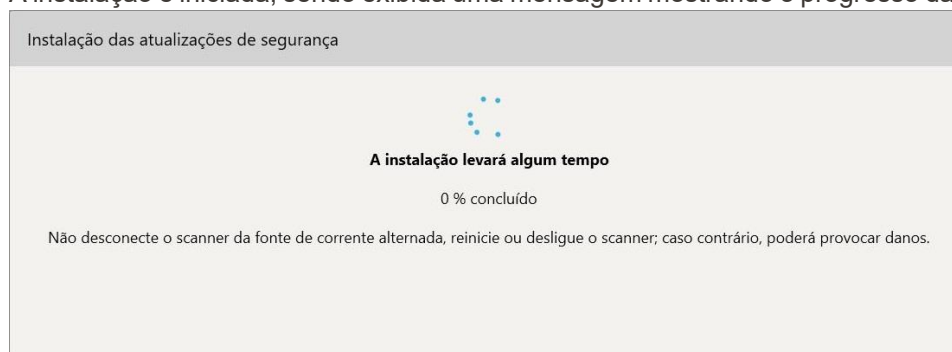 A instalação é iniciada, sendo exibida uma mensagem mostrando o progresso da
Instalação das atualizações de segurança
A instalação levará algum tempo
0 % concluído
Não desconecte o scanner da fonte de corrente alternada, reinicie ou desligue o scanner; caso contrário, poderá provocar danos.